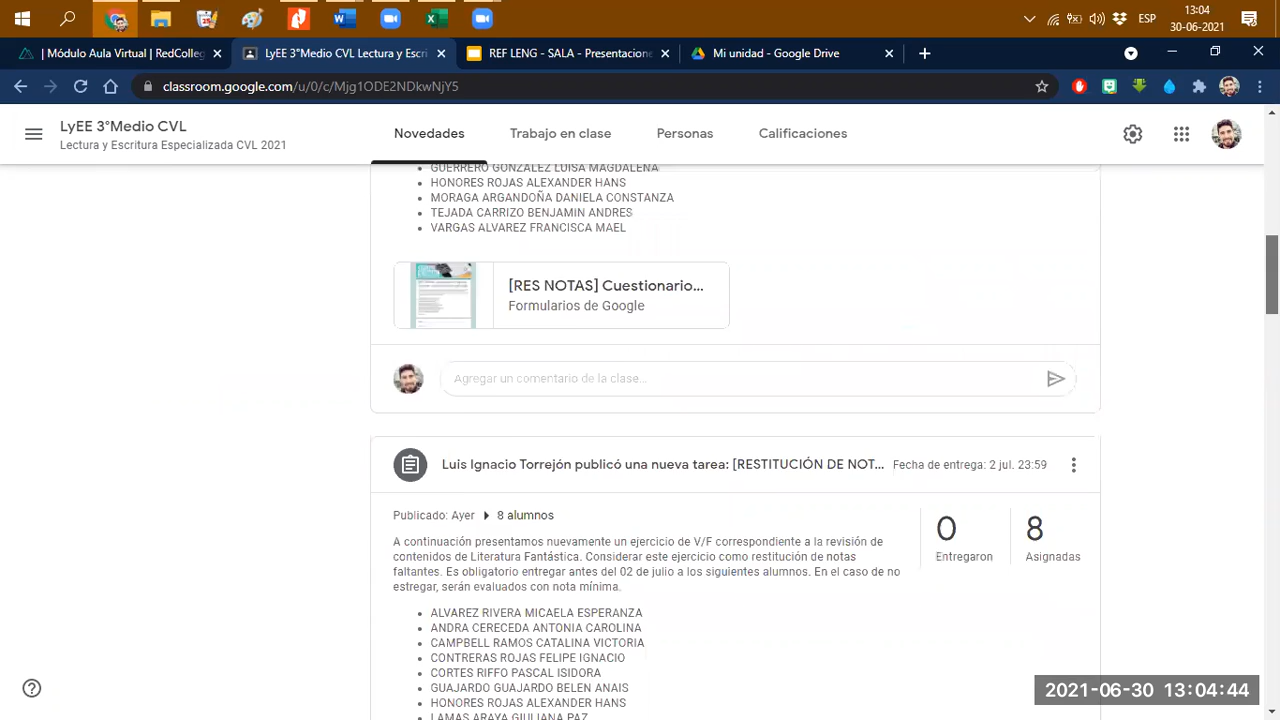 13:04
ESP
30-06-2021
Módulo Aula Virtual | RedColleg
LyEE 3°Medio CVL Lectura y Escri
REF LENG - SALA - Presentacione
Mi unidad - Google Drive
classroom.google.com/u/0/c/Mjg1ODE2NDkwNjY5
LyEE 3°Medio CVL
Lectura y Escritura Especializada CVL 2021
Novedades
Trabajo en clase
Personas
Calificaciones
GUERRERO GONZALEZ LUISA MAGDALENA
HONORES ROJAS ALEXANDER HANS
MORAGA ARGANDOÑA DANIELA CONSTANZA
TEJADA CARRIZO BENJAMIN ANDRES
VARGAS ALVAREZ FRANCISCA MAEL
[RES NOTAS] Cuestionario...
Formularios de Google
Agregar un comentario de la clase...
Luis Ignacio Torrejón publicó una nueva tarea: [RESTITUCIÓN DE NOT...
Fecha de entrega: 2 jul. 23:59
Publicado: Ayer
8 alumnos
A continuación presentamos nuevamente un ejercicio de V/F correspondiente a la revisión de
contenidos de Literatura Fantástica. Considerar este ejercicio como restitución de notas
faltantes. Es obligatorio entregar antes del 02 de julio a los siguientes alumnos. En el caso de no
estregar, serán evaluados con nota mínima.
0
Entregaron
8
Asignadas
ALVAREZ RIVERA MICAELA ESPERANZA
ANDRA CERECEDA ANTONIA CAROLINA
CAMPBELL RAMOS CATALINA VICTORIA
CONTRERAS ROJAS FELIPE IGNACIO
CORTES RIFFO PASCAL ISIDORA
GUAJARDO GUAJARDO BELEN ANAIS
HONORES ROJAS ALEXANDER HANS
LAMAS ARAYA GIULIANA PAZ
2021-06-30 13:04:44